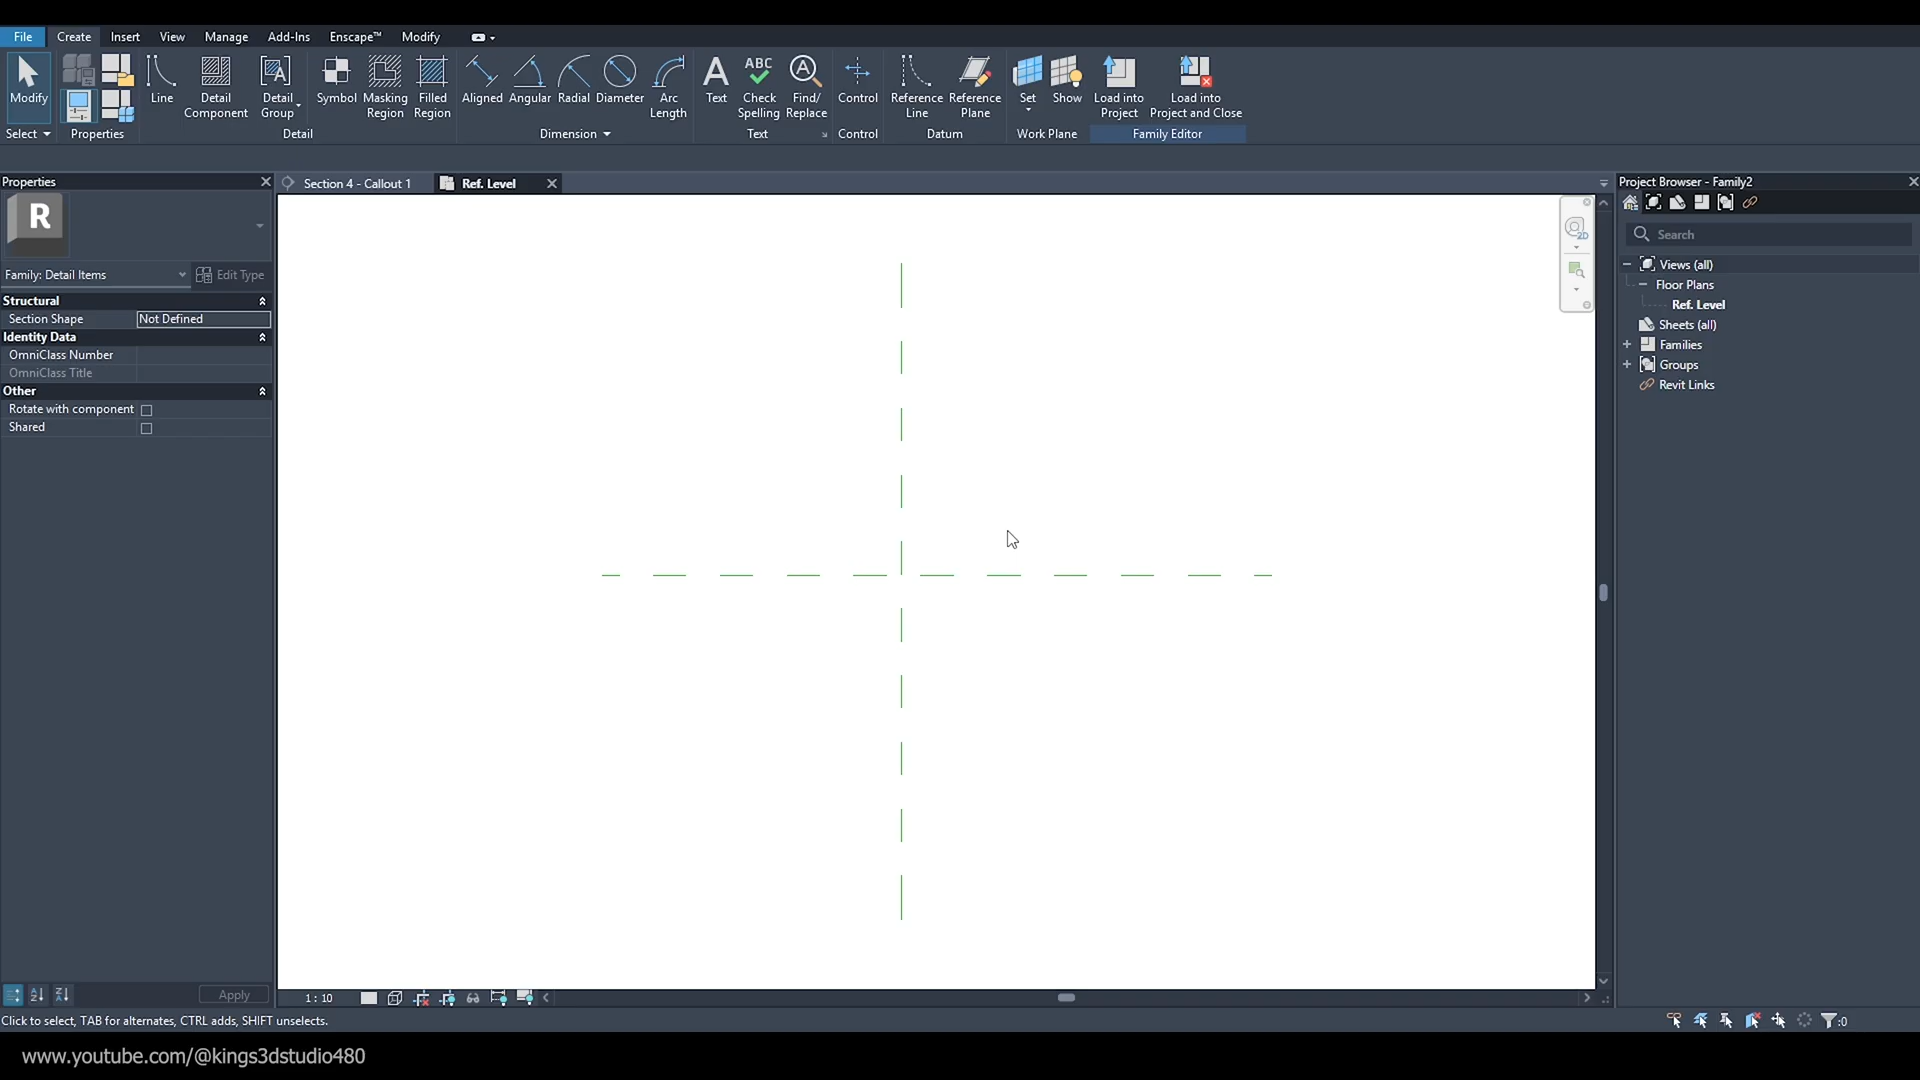 File Create Insert View Manage Add-Ins Enscape™ Modify
Modify
Line
Detail
Component
Detail
Group
Symbol
Masking
Region
Filled
Region
Aligned
Angular
Radial
Diameter
Arc
Length
A
Text
ABC
Check
Spelling
A
Find/
Replace
Control
Reference
Line
Reference
Plane
Set
Show
Load into
Project
Load into
Project and Close
Select Properties Detail Dimension Text Control Datum Work Plane Family Editor
Properties
Section 4 - Callout 1
Ref. Level
Project Browser - Family2
R
2D
Search
Family: Detail Items
Edit Type
Structural
Section Shape Not Defined
Identity Data
OmniClass Number
OmniClass Title
Other
Rotate with component
Shared
Views (all)
Floor Plans
Ref. Level
Sheets (all)
Families
Groups
Revit Links
Apply
1 : 10
Click to select, TAB for alternates, CTRL adds, SHIFT unselects.
:0
www.youtube.com/@kings3dstudio480